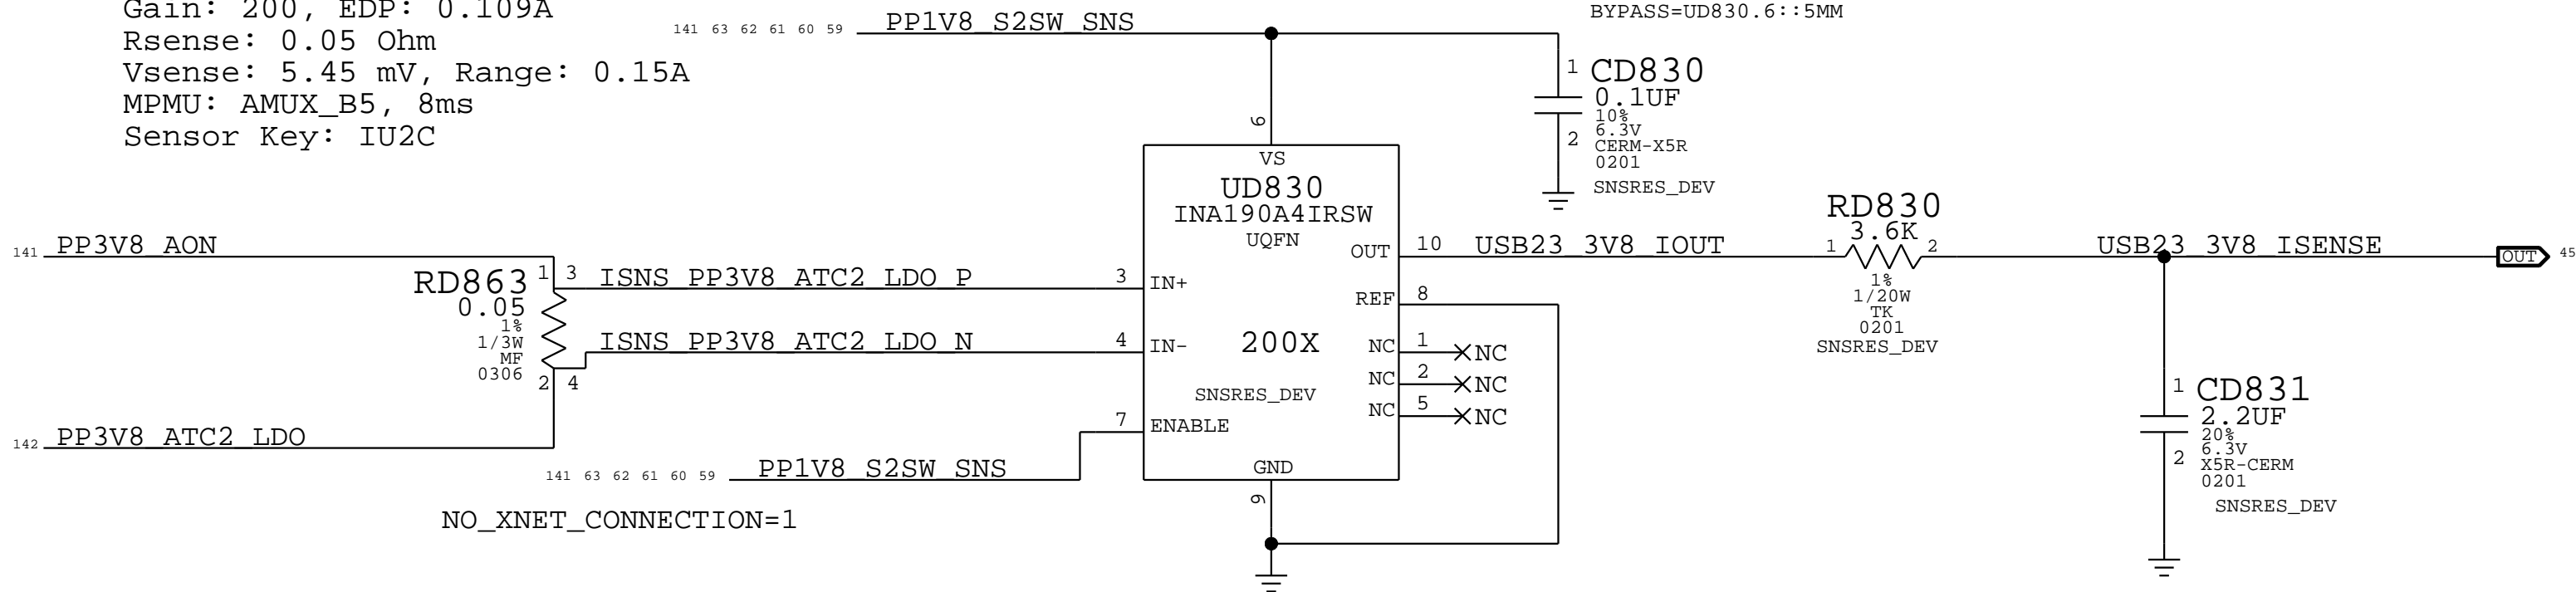 Gain: 200, EDP: 0.109A
Rsense: 0.05 Ohm
Vsense: 5.45 mV, Range: 0.15A
MPMU: AMUX_B5, 8ms
Sensor Key: IU2C
141 63 62 61 60 59 PP1V8_S2SW_SNS
BYPASS=UD830.6::5MM
1 CD830
0.1UF
10%
6.3V
2 CERM-X5R
0201
SNSRES_DEV
6
VS
UD830
INA190A4IRSW
UQFN
141 PP3V8_AON
RD863
0.05
1%
1/3W
MF
0306
1 3
2 4
ISNS_PP3V8_ATC2_LDO_P 3 IN+
ISNS_PP3V8_ATC2_LDO_N 4 IN-
200X
SNSRES_DEV
7 ENABLE
142 PP3V8_ATC2_LDO
141 63 62 61 60 59 PP1V8_S2SW_SNS
NO_XNET_CONNECTION=1
GND
9
OUT 10 USB23_3V8_IOUT
REF 8
NC 1 NC
NC 2 NC
NC 5 NC
RD830
3.6K
1 2
1%
1/20W
TK
0201
SNSRES_DEV
USB23_3V8_ISENSE OUT 45
1 CD831
2.2UF
20%
6.3V
2 X5R-CERM
0201
SNSRES_DEV